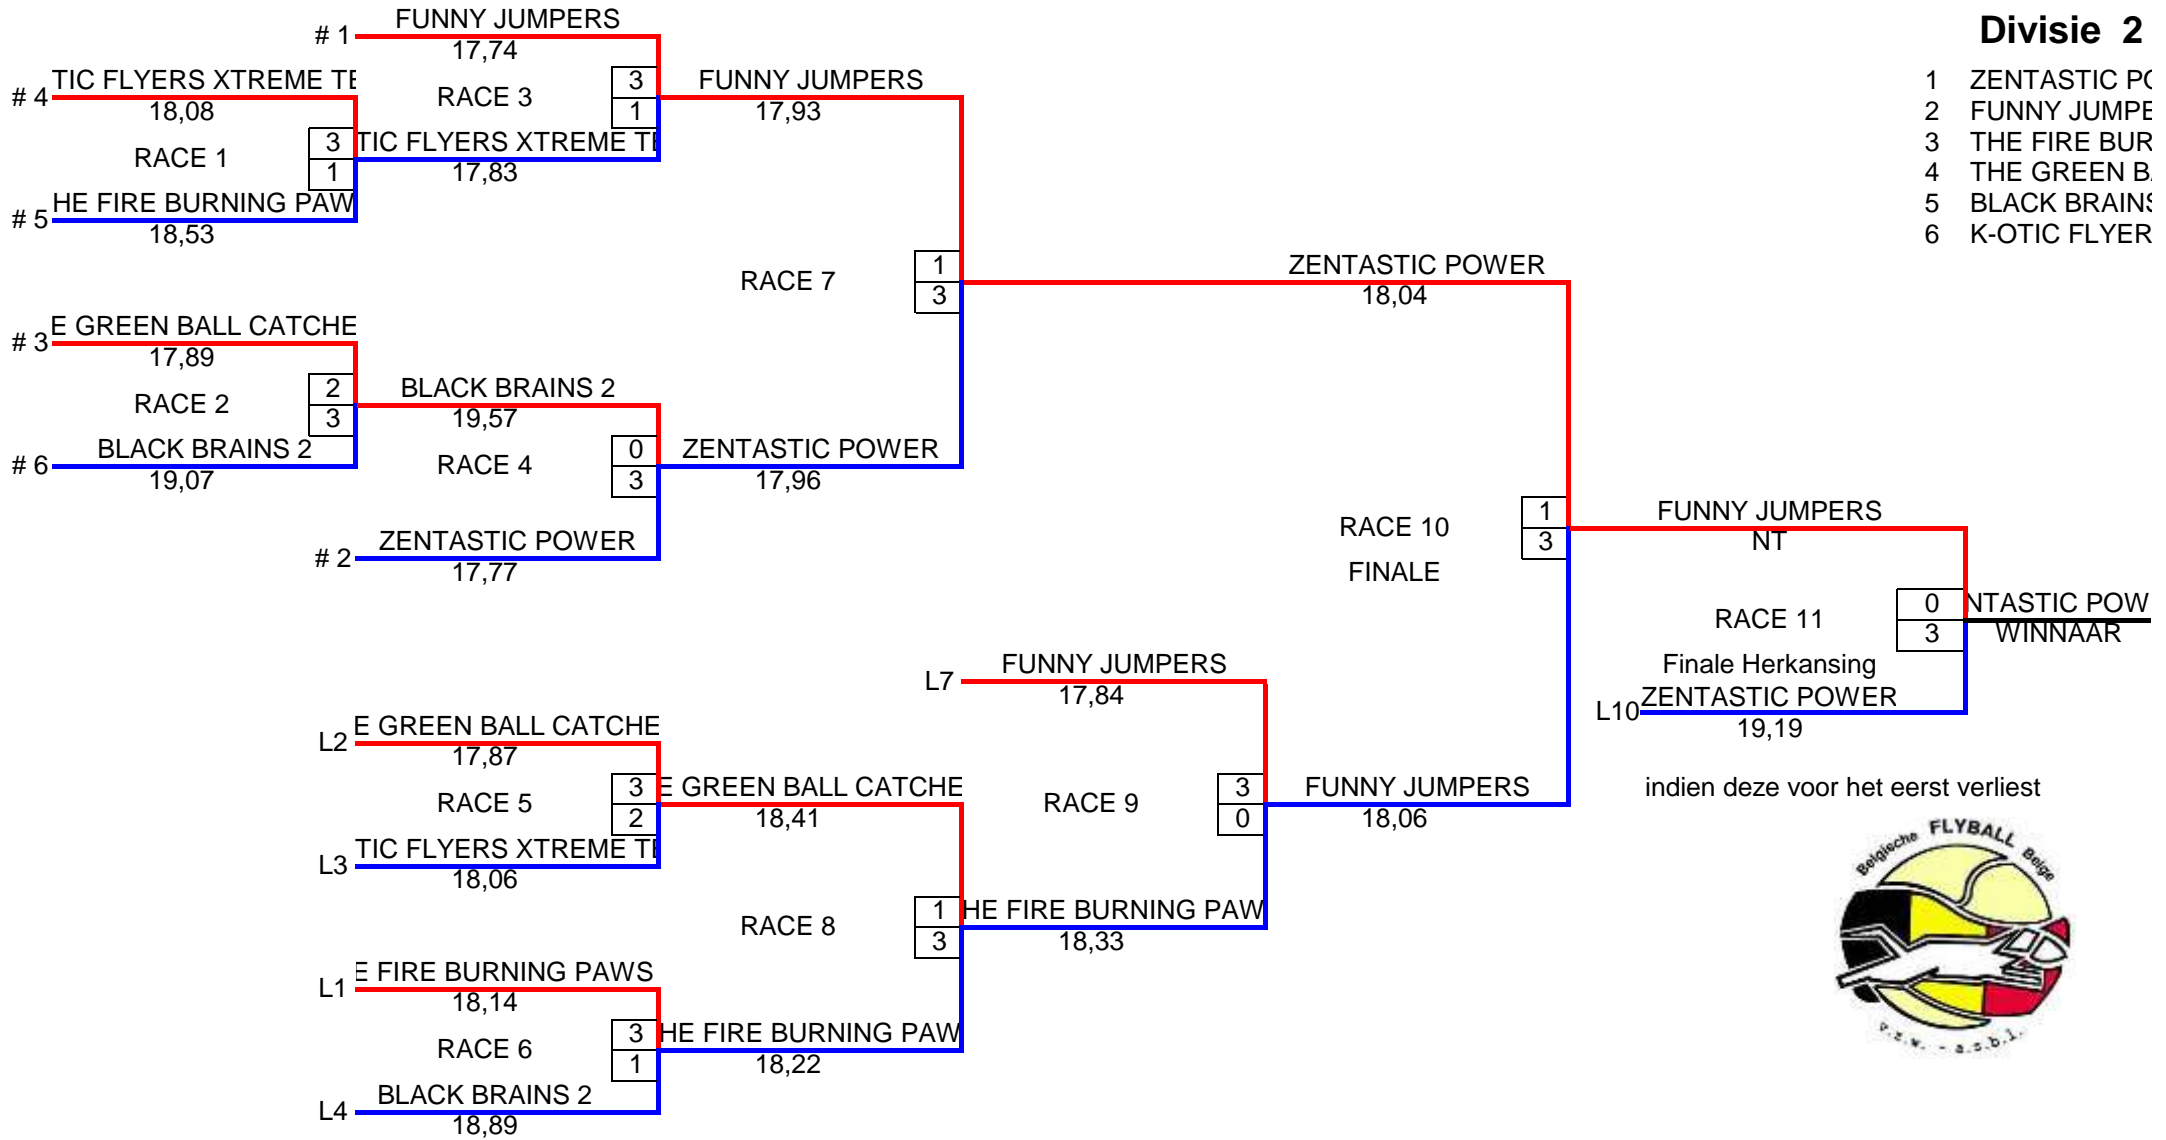 Divisie 2
1 ZENTASTIC PO
2 FUNNY JUMPE
3 THE FIRE BUR
4 THE GREEN B
5 BLACK BRAINS
6 K-OTIC FLYER
# 1
FUNNY JUMPERS
17,74
# 4
TIC FLYERS XTREME TE
18,08
RACE 1
3
1
# 5
HE FIRE BURNING PAW
18,53
RACE 3
3
1
TIC FLYERS XTREME TE
17,83
FUNNY JUMPERS
17,93
# 3
E GREEN BALL CATCHE
17,89
RACE 2
2
3
# 6
BLACK BRAINS 2
19,07
BLACK BRAINS 2
19,57
RACE 4
0
3
# 2
ZENTASTIC POWER
17,77
ZENTASTIC POWER
17,96
RACE 7
1
3
ZENTASTIC POWER
18,04
L2
E GREEN BALL CATCHE
17,87
RACE 5
3
2
L3
TIC FLYERS XTREME TE
18,06
E GREEN BALL CATCHE
18,41
L1
E FIRE BURNING PAWS
18,14
RACE 6
3
1
L4
BLACK BRAINS 2
18,89
HE FIRE BURNING PAW
18,22
RACE 8
1
3
L7
FUNNY JUMPERS
17,84
RACE 9
3
0
HE FIRE BURNING PAW
18,33
FUNNY JUMPERS
18,06
RACE 10
FINALE
1
3
FUNNY JUMPERS
NT
RACE 11
0
3
Finale Herkansing
L10
ZENTASTIC POWER
19,19
NTASTIC POW
WINNAAR
indien deze voor het eerst verliest
Belgische FLYBALL Belge
v.z.w. - a.s.b.l.